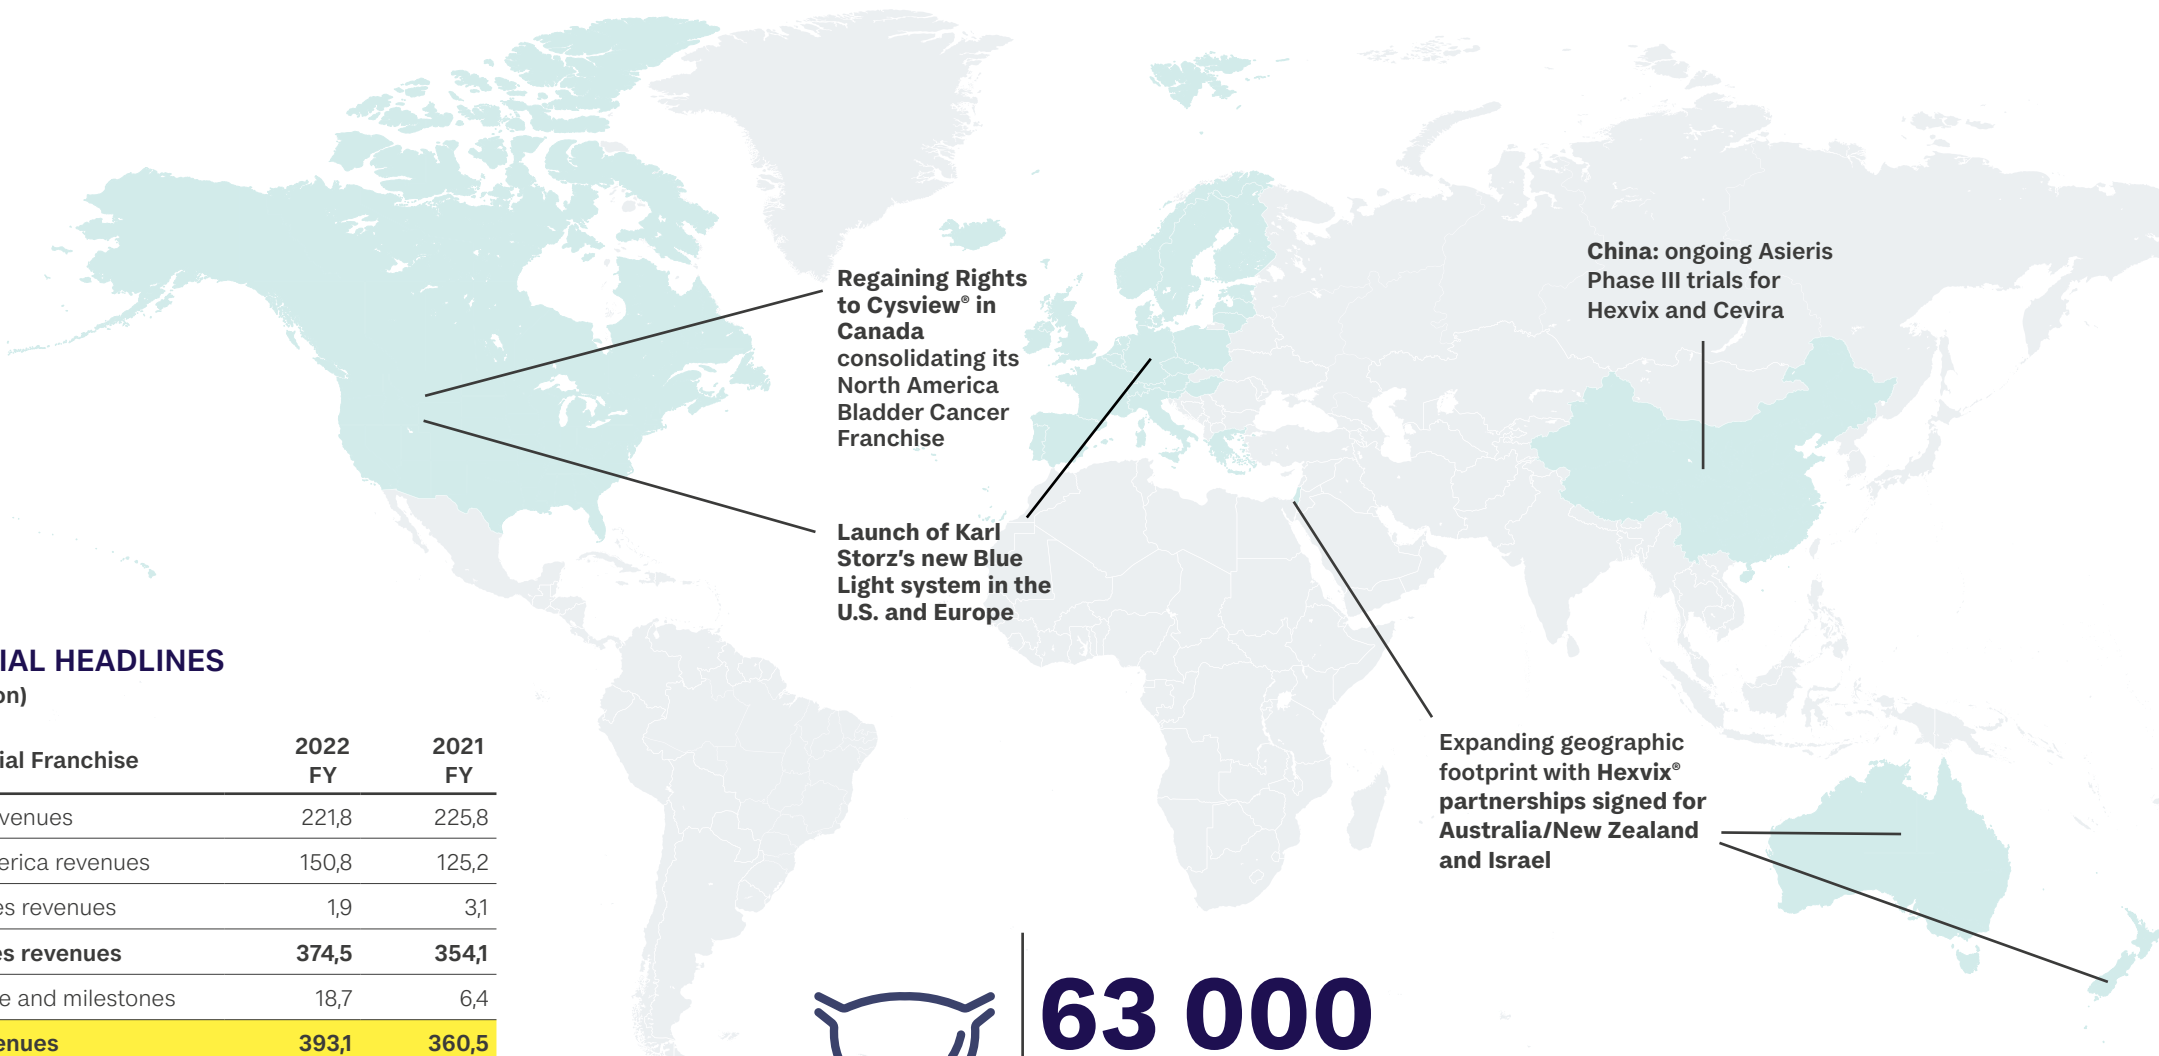 Regaining Rights
to Cysview® in
Canada
consolidating its
North America
Bladder Cancer
Franchise
China: ongoing Asieris
Phase III trials for
Hexvix and Cevira
Launch of Karl
Storz's new Blue
Light system in the
U.S. and Europe
Expanding geographic
footprint with Hexvix®
partnerships signed for
Australia/New Zealand
and Israel
IAL HEADLINES
on)
ial Franchise 2022 FY 2021 FY
venues 221,8 225,8
erica revenues 150,8 125,2
es revenues 1,9 3,1
es revenues 374,5 354,1
e and milestones 18,7 6,4
enues 393,1 360,5
63 000